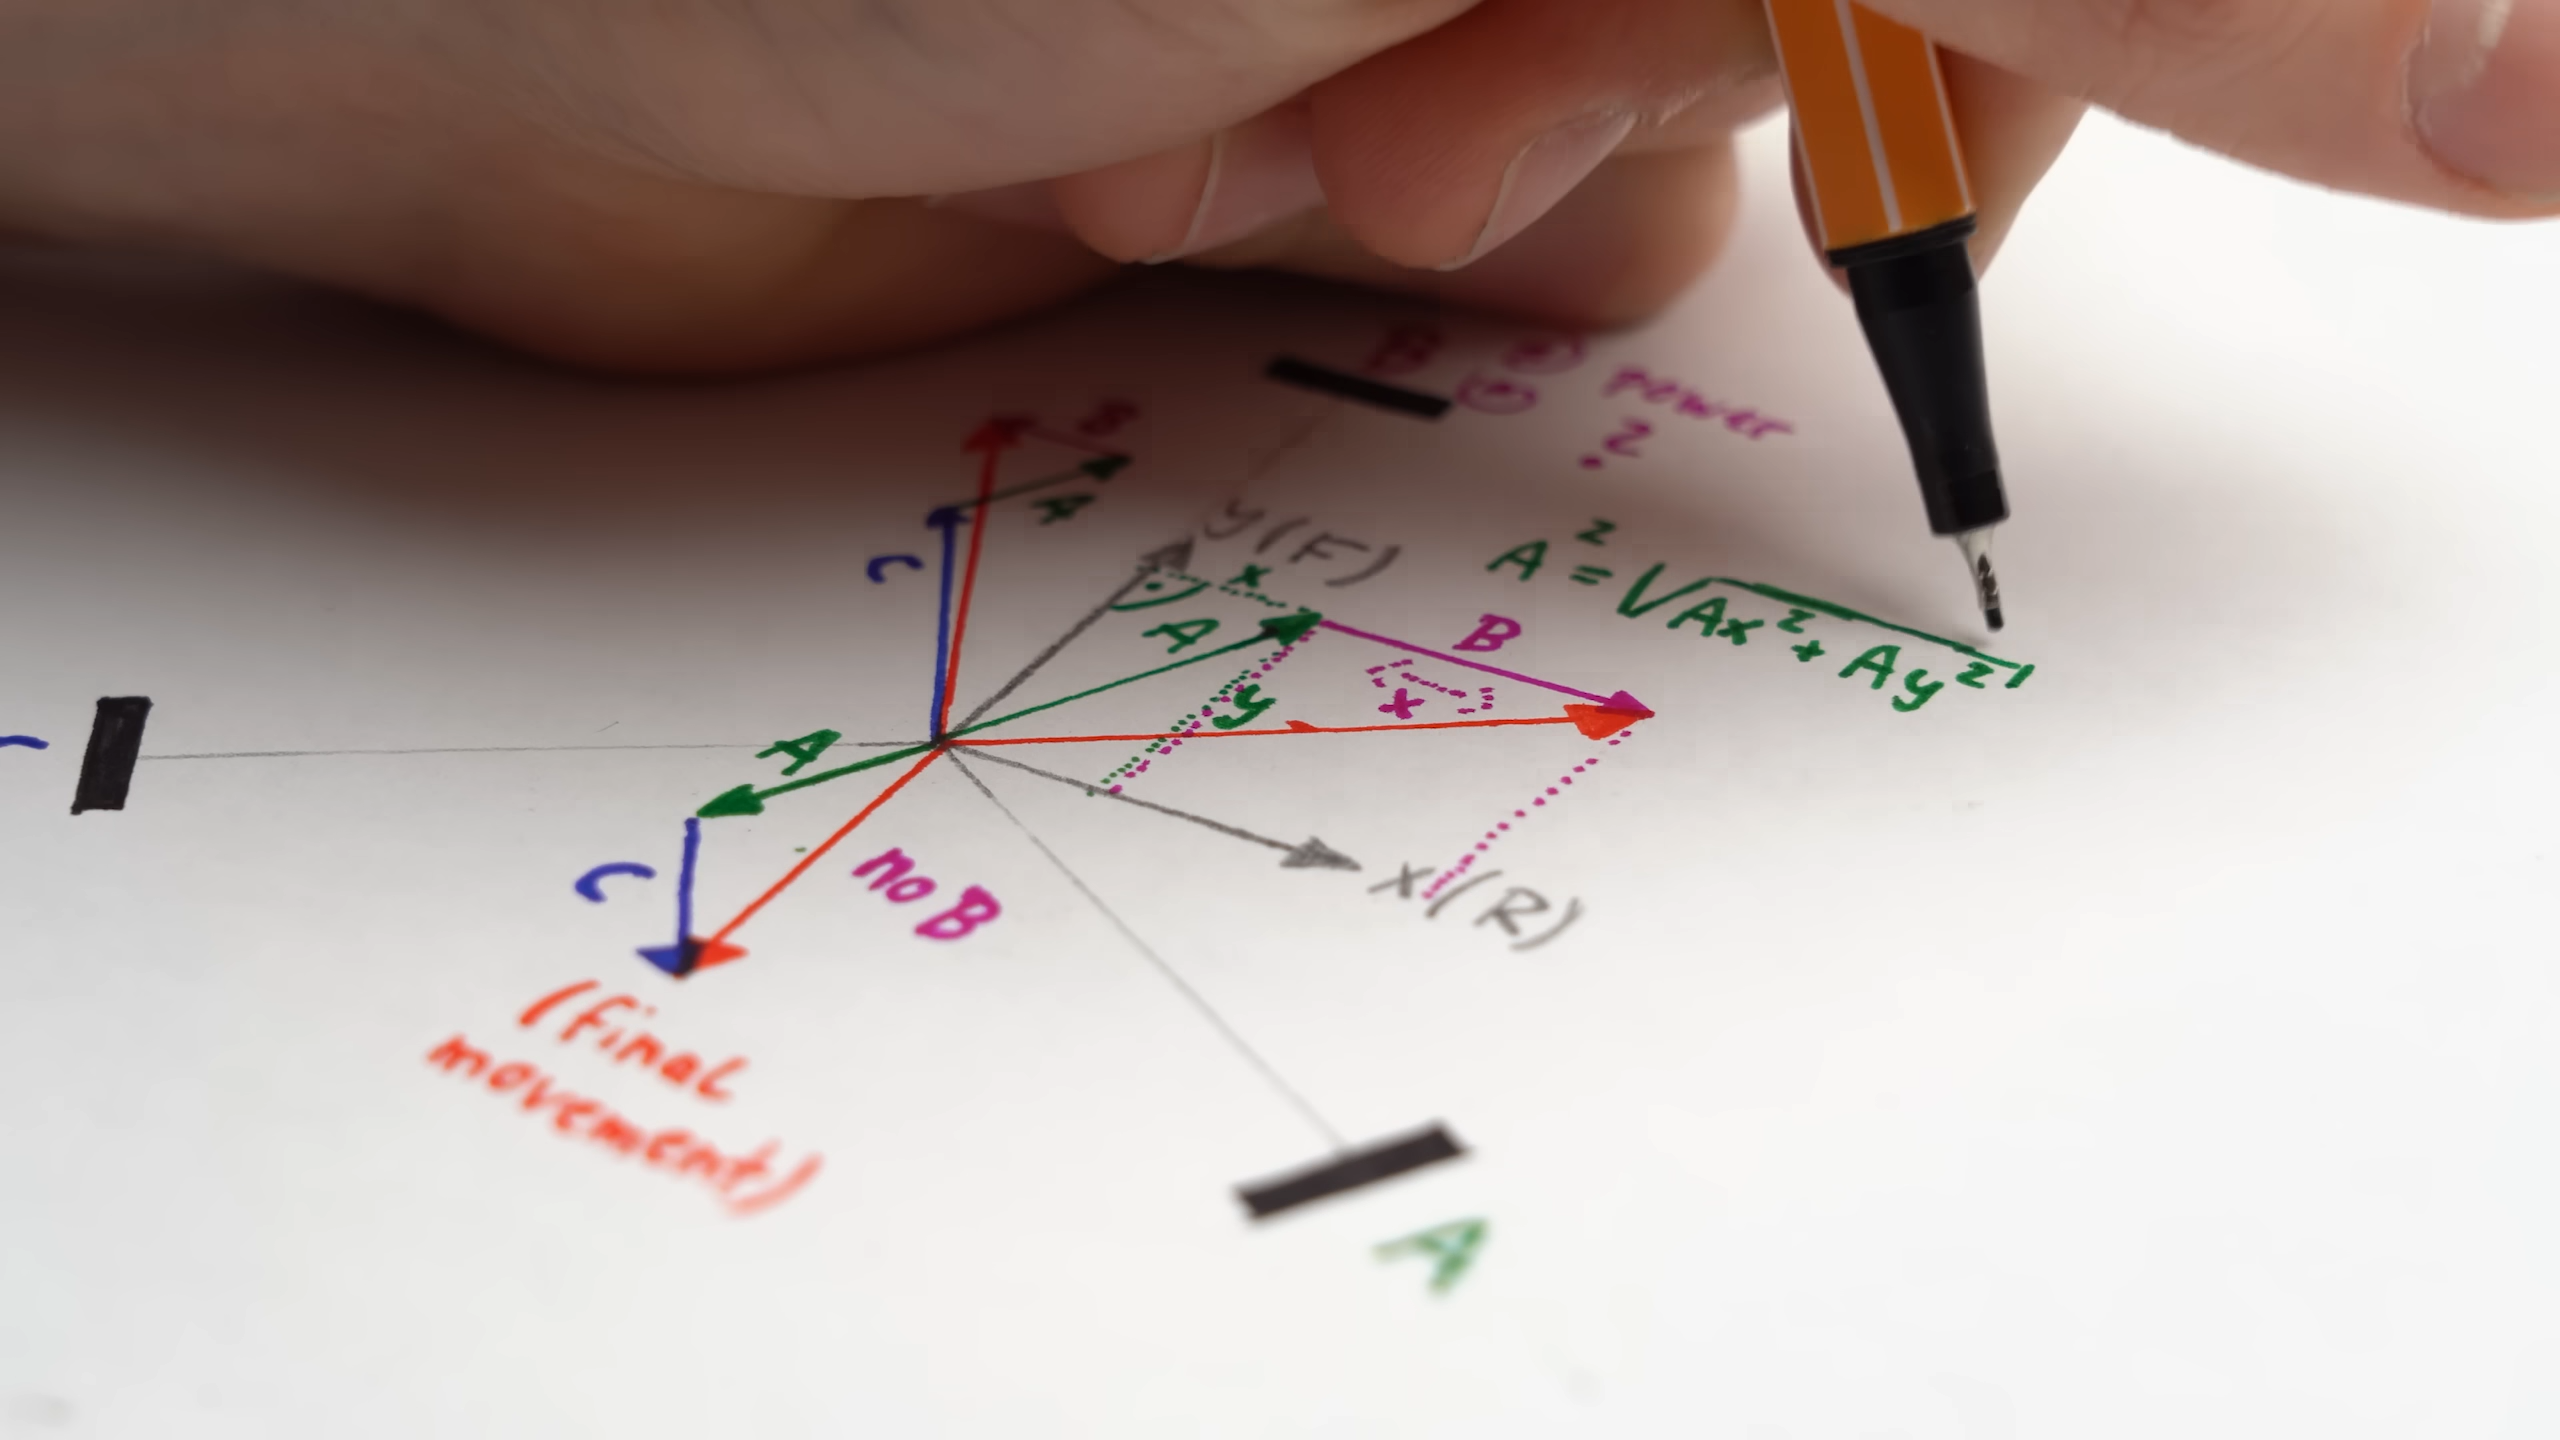 B
power
?
B
A
C
y(F)
x
A² = √Ax² + Ay²
A
B
y
x
A
x(R)
C
no B
(final
movement)
A